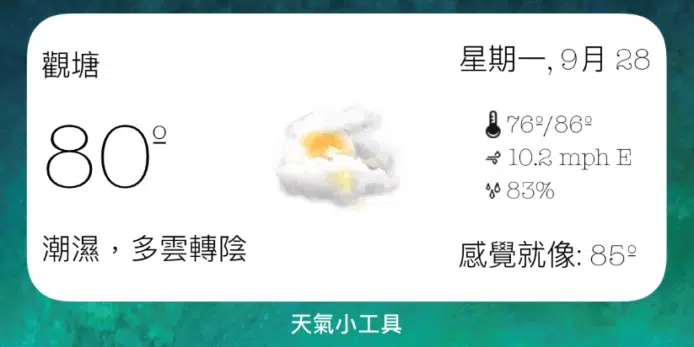 觀塘
80º
潮濕，多雲轉陰
星期一, 9月 28
76º/86º
10.2 mph E
83%
感覺就像: 85º
天氣小工具